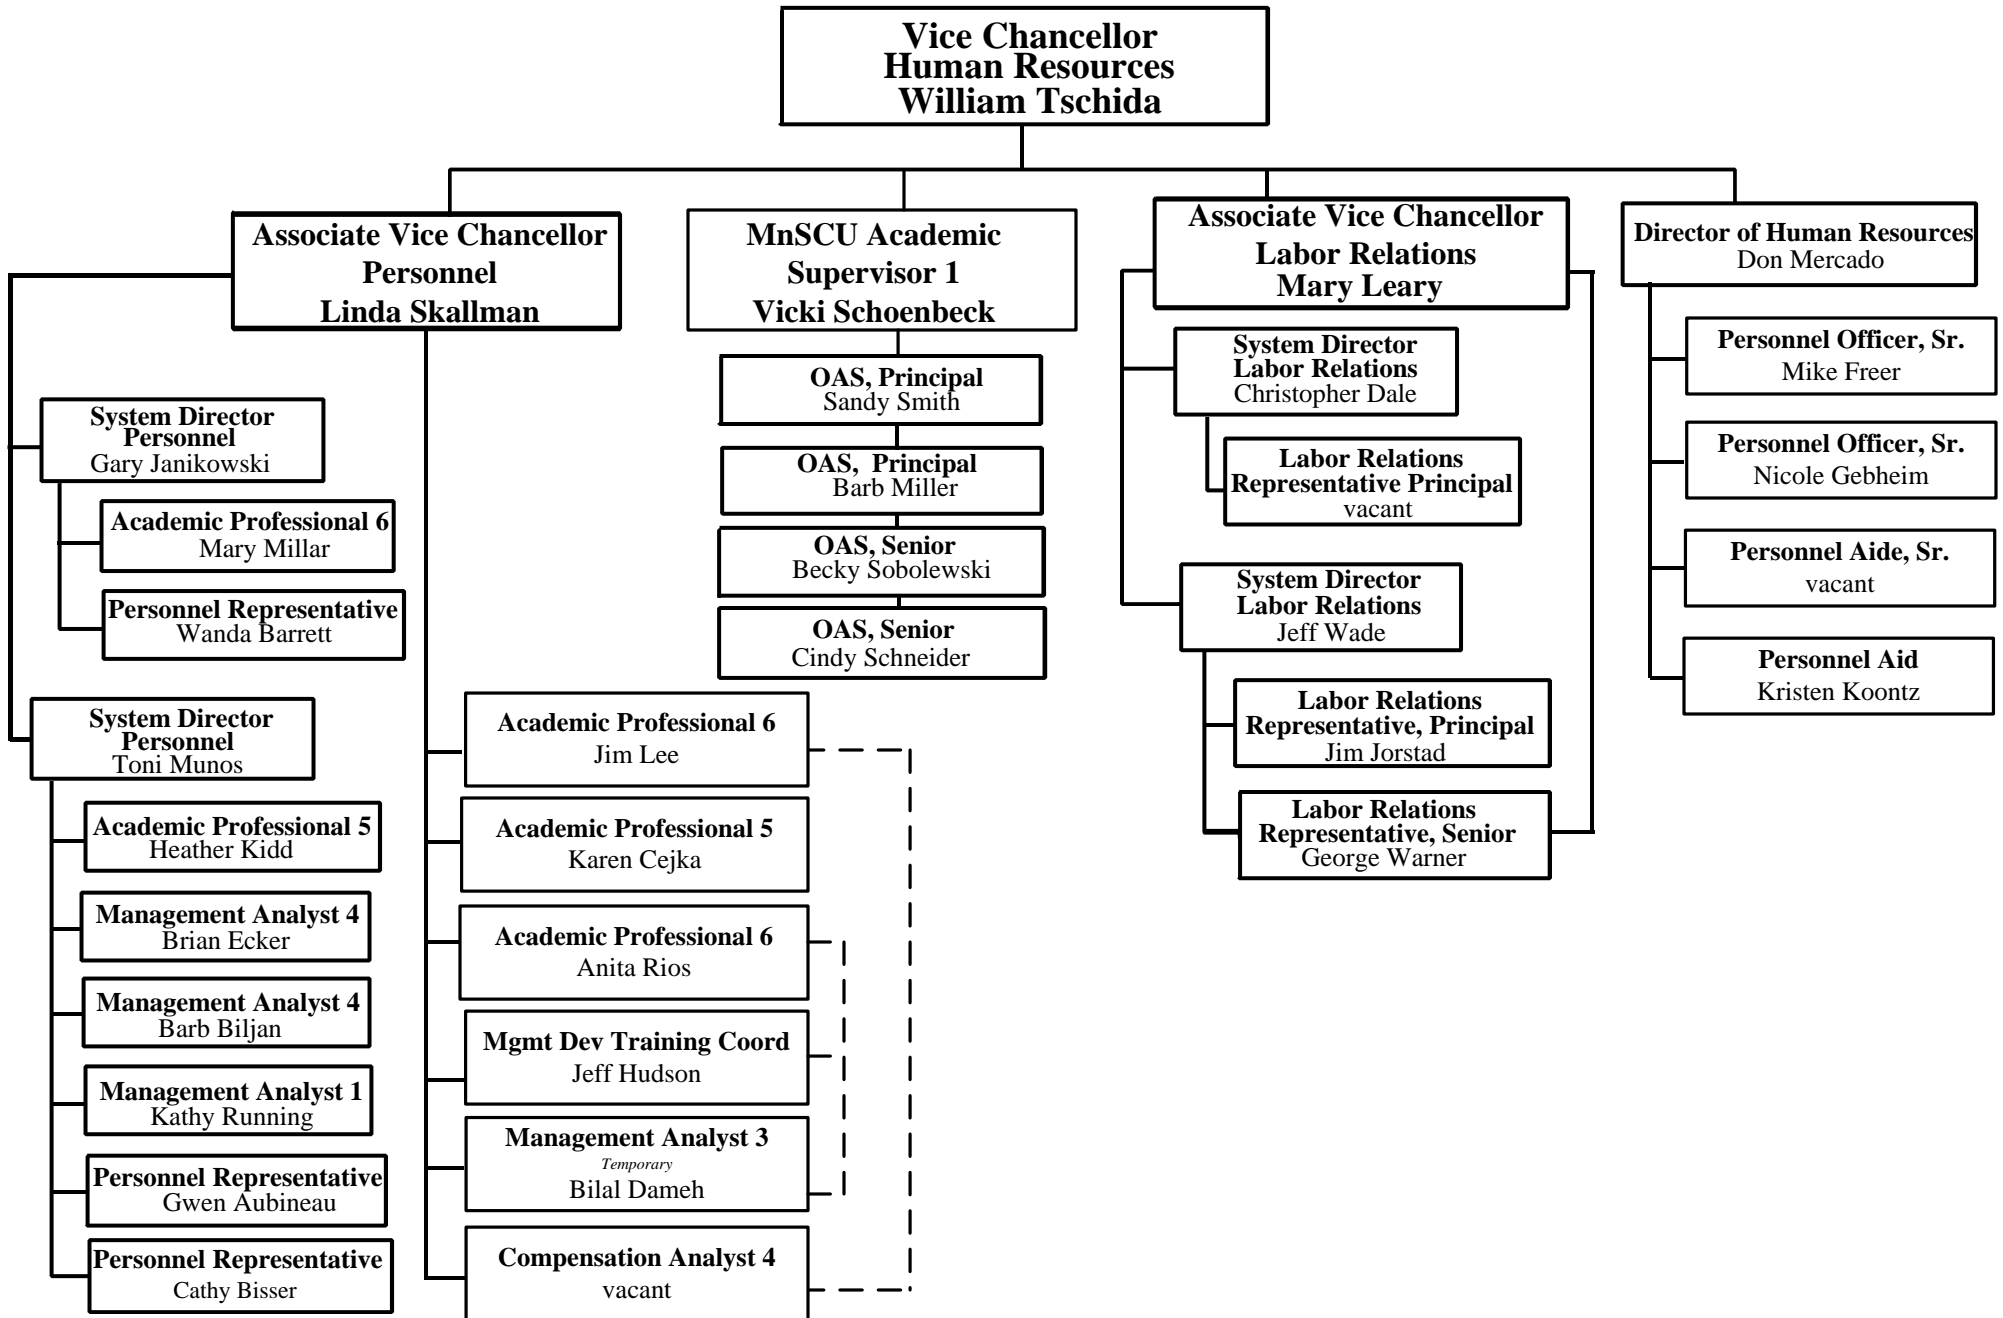 Vice Chancellor
Human Resources
William Tschida
Associate Vice Chancellor
Personnel
Linda Skallman
MnSCU Academic
Supervisor 1
Vicki Schoenbeck
Associate Vice Chancellor
Labor Relations
Mary Leary
Director of Human Resources
Don Mercado
System Director
Personnel
Gary Janikowski
Academic Professional 6
Mary Millar
Personnel Representative
Wanda Barrett
System Director
Personnel
Toni Munos
Academic Professional 5
Heather Kidd
Management Analyst 4
Brian Ecker
Management Analyst 4
Barb Biljan
Management Analyst 1
Kathy Running
Personnel Representative
Gwen Aubineau
Personnel Representative
Cathy Bisser
Academic Professional 6
Jim Lee
Academic Professional 5
Karen Cejka
Academic Professional 6
Anita Rios
Mgmt Dev Training Coord
Jeff Hudson
Management Analyst 3
Temporary
Bilal Dameh
Compensation Analyst 4
vacant
OAS, Principal
Sandy Smith
OAS, Principal
Barb Miller
OAS, Senior
Becky Sobolewski
OAS, Senior
Cindy Schneider
System Director
Labor Relations
Christopher Dale
Labor Relations
Representative Principal
vacant
System Director
Labor Relations
Jeff Wade
Labor Relations
Representative, Principal
Jim Jorstad
Labor Relations
Representative, Senior
George Warner
Personnel Officer, Sr.
Mike Freer
Personnel Officer, Sr.
Nicole Gebheim
Personnel Aide, Sr.
vacant
Personnel Aid
Kristen Koontz